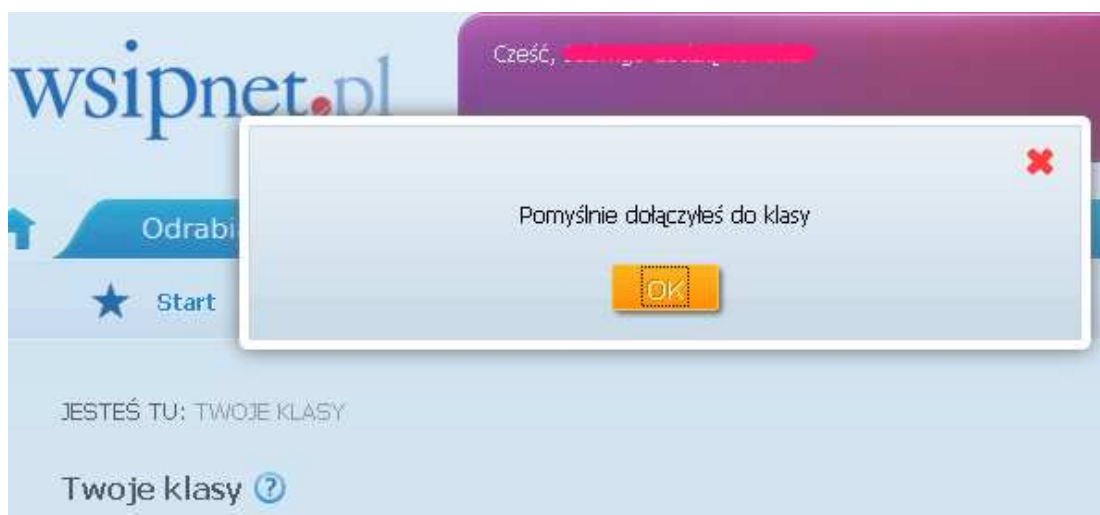 wsipnet.pl
Cześć,
Pomyślnie dołączyłeś do klasy
Odrabi
OK
Start
JESTEŚ TU: TWOJE KLASY
Twoje klasy ?